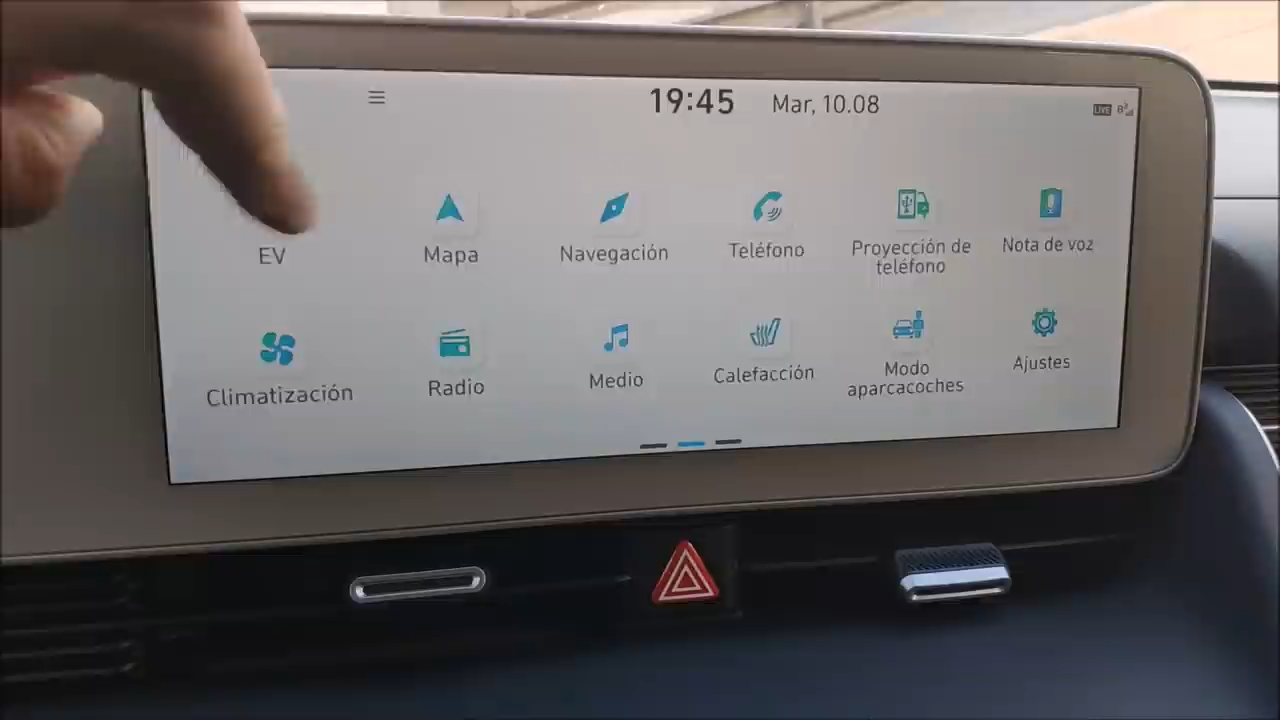 19:45 Mar, 10.08
LIVE
EV
Mapa
Navegación
Teléfono
Proyección de
teléfono
Nota de voz
Climatización
Radio
Medio
Calefacción
Modo
aparcacoches
Ajustes